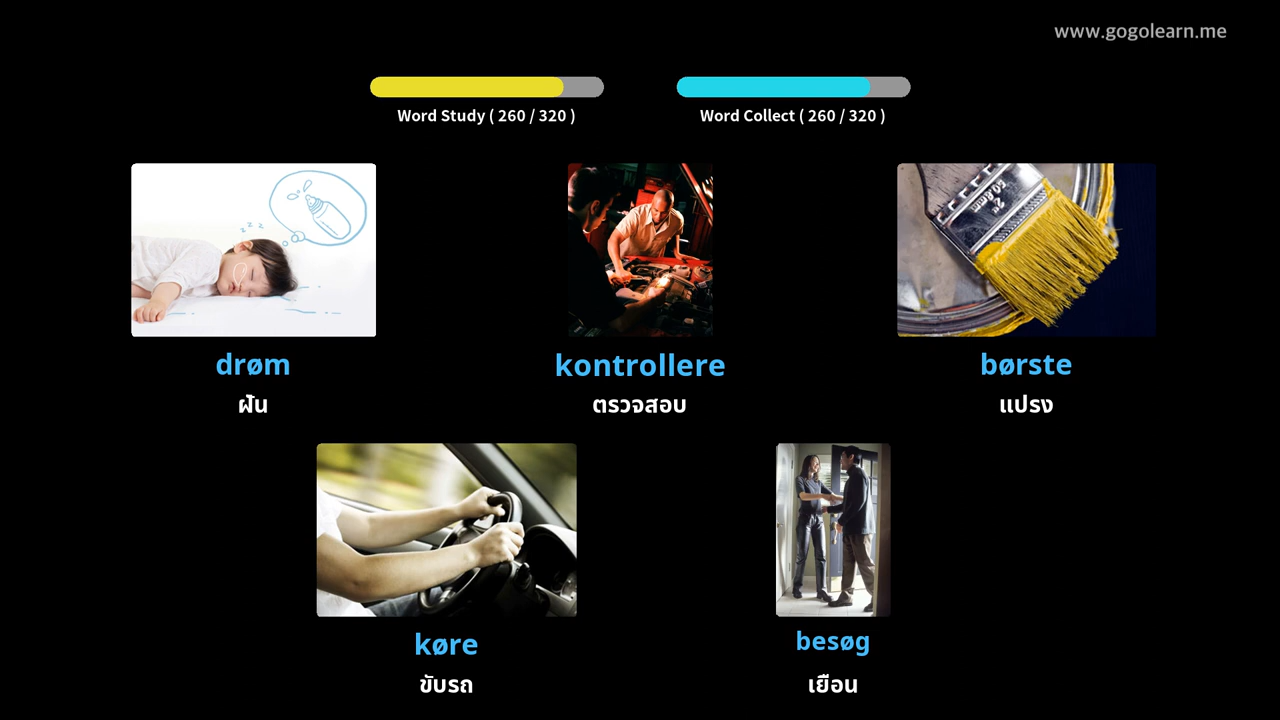 www.gogolearn.me
Word Study ( 260 / 320 )
Word Collect ( 260 / 320 )
drøm
kontrollere
børste
ฝัน
ตรวจสอบ
แปรง
køre
besøg
ขับรถ
เยือน